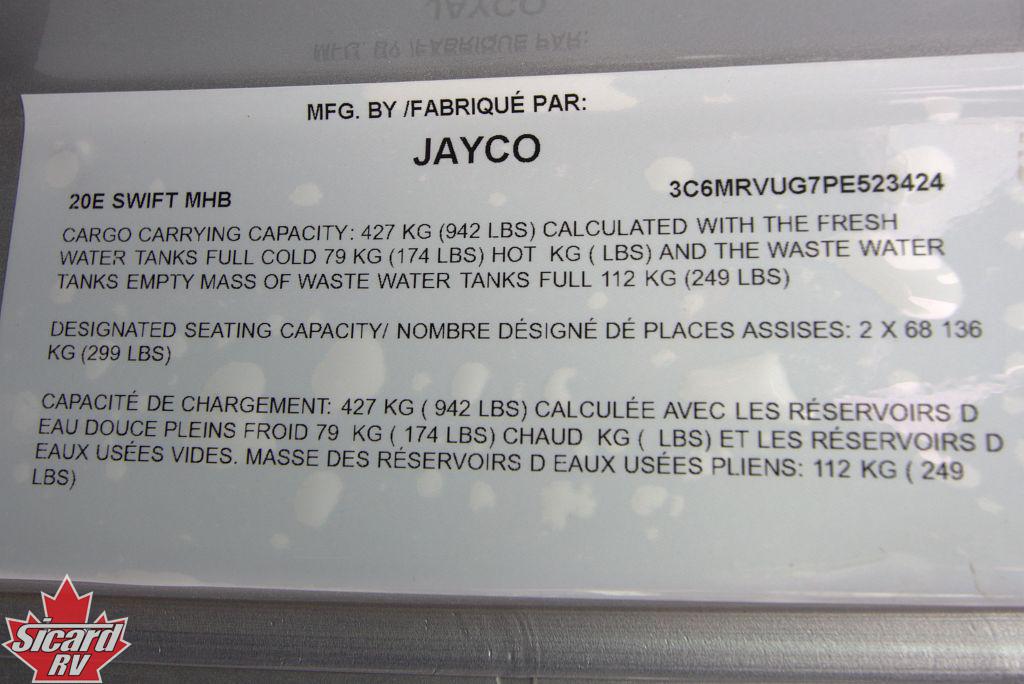 MFG. BY /FABRIQUÉ PAR:
JAYCO
20E SWIFT MHB 3C6MRVUG7PE523424
CARGO CARRYING CAPACITY: 427 KG (942 LBS) CALCULATED WITH THE FRESH
WATER TANKS FULL COLD 79 KG (174 LBS) HOT KG ( LBS) AND THE WASTE WATER
TANKS EMPTY MASS OF WASTE WATER TANKS FULL 112 KG (249 LBS)
DESIGNATED SEATING CAPACITY/ NOMBRE DÉSIGNÉ DÉ PLACES ASSISES: 2 X 68 136
KG (299 LBS)
CAPACITÉ DE CHARGEMENT: 427 KG ( 942 LBS) CALCULÉE AVEC LES RÉSERVOIRS D
EAU DOUCE PLEINS FROID 79 KG ( 174 LBS) CHAUD KG ( LBS) ET LES RÉSERVOIRS D
EAUX USÉES VIDES. MASSE DES RÉSERVOIRS D EAUX USÉES PLIENS: 112 KG ( 249
LBS)
Sicard
RV